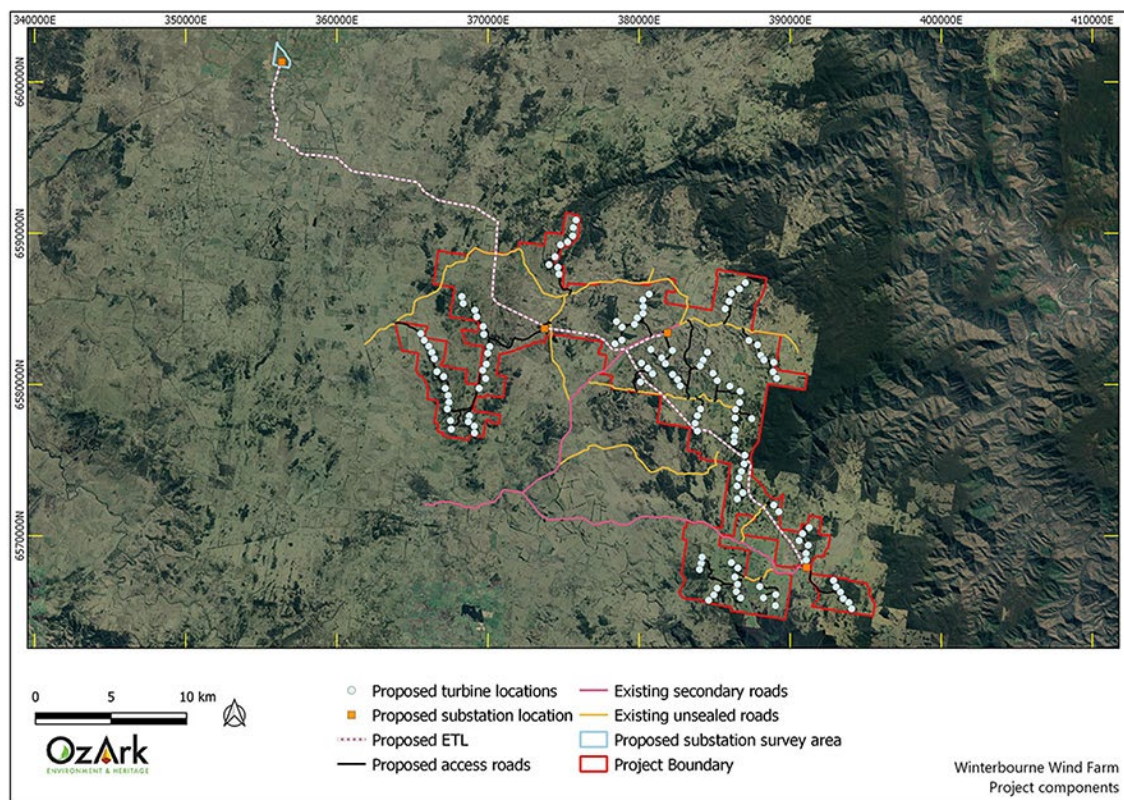 340000E 350000E 360000E 370000E 380000E 390000E 400000E 410000E
6600000N
6590000N
6580000N
6570000N
0 5 10 km
OzArk
ENVIRONMENT & HERITAGE
Proposed turbine locations
Proposed substation location
Proposed ETL
Proposed access roads
Existing secondary roads
Existing unsealed roads
Proposed substation survey area
Project Boundary
Winterbourne Wind Farm
Project components